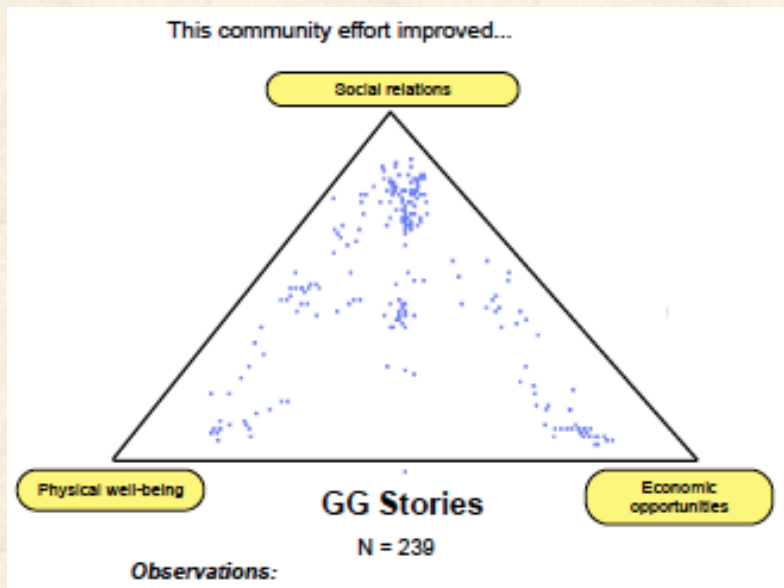 This community effort improved...
Social relations
Physical well-being
Economic
opportunities
GG Stories
N = 239
Observations: